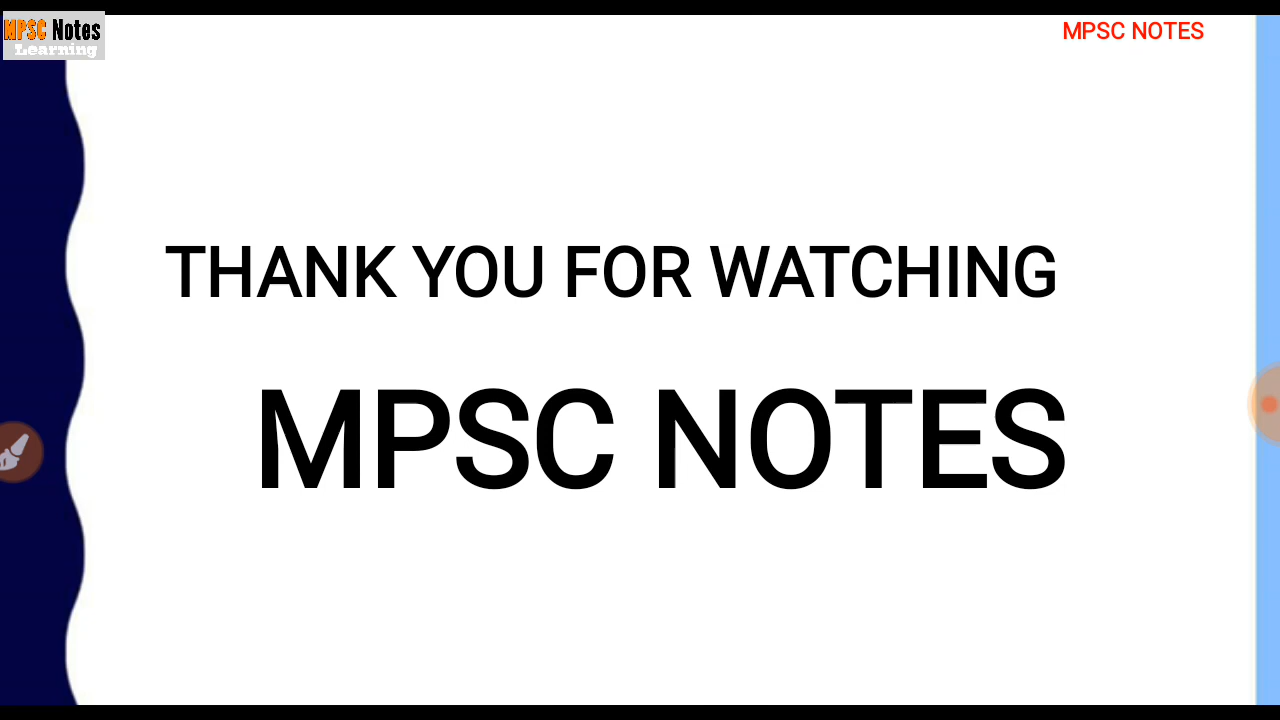 MPSC Notes
Learning
MPSC NOTES
THANK YOU FOR WATCHING
MPSC NOTES